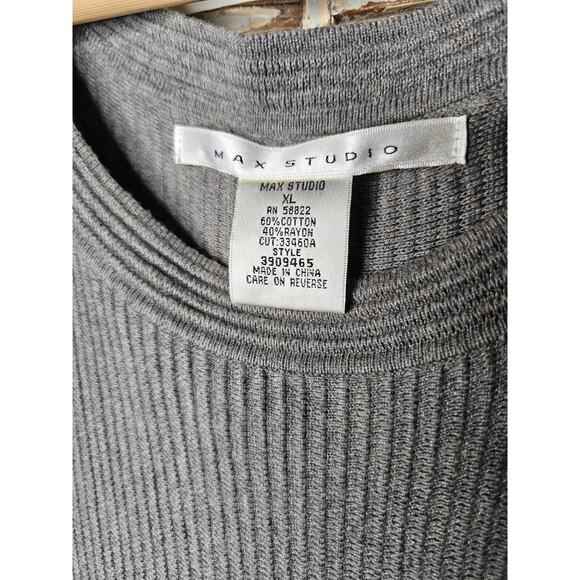 MAX STUDIO
MAX STUDIO
XL
RN 58822
60%COTTON
40%RAYON
CUT:33460A
STYLE
3909465
MADE IN CHINA
CARE ON REVERSE